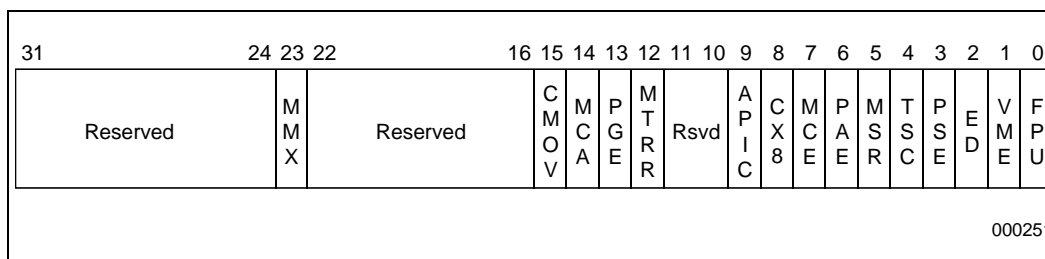 31 24 23 22 16 15 14 13 12 11 10 9 8 7 6 5 4 3 2 1 0
Reserved MMX Reserved CMOV MCA PGE MTRR Rsvd APIC CX8 MCE PAE MSR TSC PSE ED VME FPU
000251